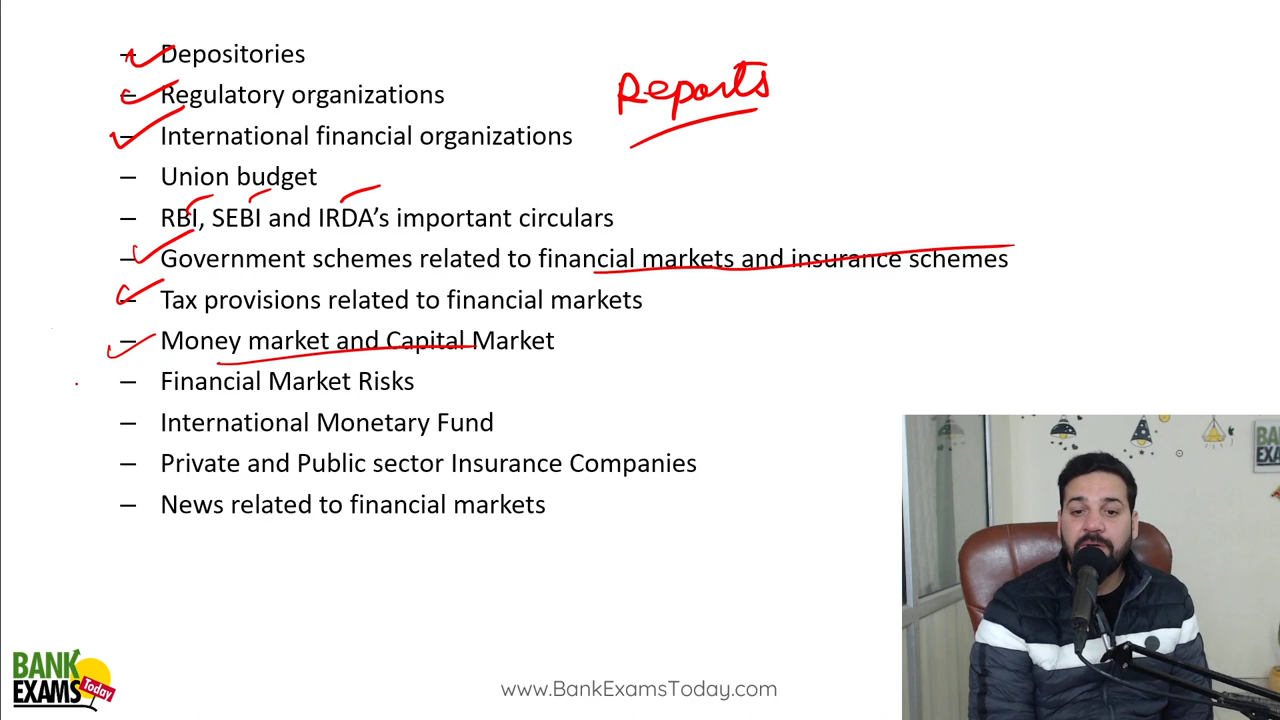 – Depositories
– Regulatory organizations
Reports
– International financial organizations
– Union budget
– RBI, SEBI and IRDA’s important circulars
– Government schemes related to financial markets and insurance schemes
– Tax provisions related to financial markets
– Money market and Capital Market
– Financial Market Risks
– International Monetary Fund
– Private and Public sector Insurance Companies
– News related to financial markets
BANK
EXAMS
Today
www.BankExamsToday.com
BANK
EXA